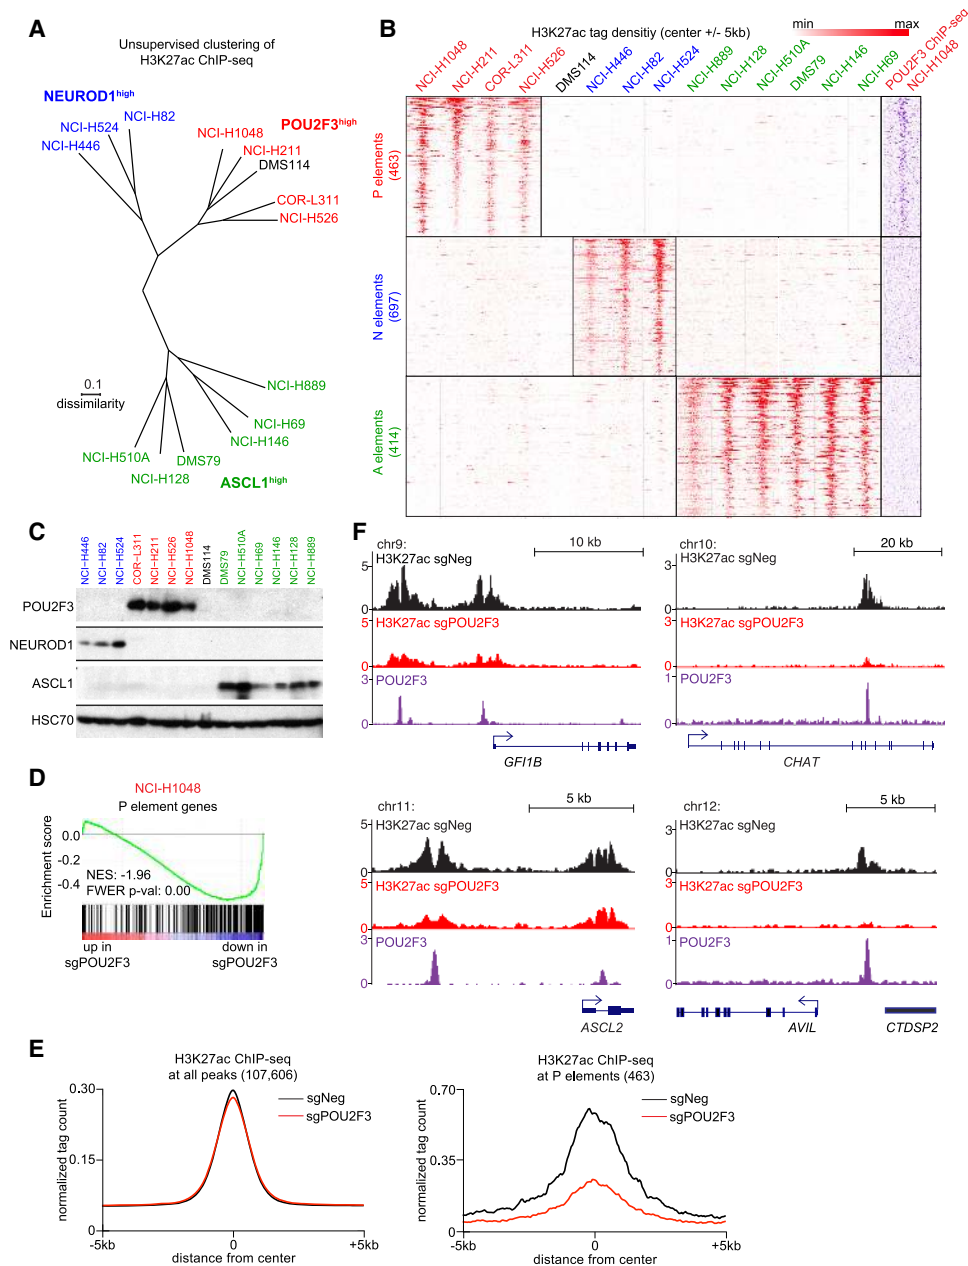 A
Unsupervised clustering of
H3K27ac ChIP-seq
NEUROD1high
NCI-H82
NCI-H524
NCI-H446
POU2F3high
NCI-H1048
NCI-H211
DMS114
COR-L311
NCI-H526
0.1
dissimilarity
NCI-H889
NCI-H69
NCI-H146
NCI-H510A
DMS79
NCI-H128
ASCL1high
B
H3K27ac tag densitiy (center +/- 5kb)
min
max
NCI-H1048
NCI-H211
COR-L311
NCI-H526
DMS114
NCI-H446
NCI-H82
NCI-H524
NCI-H889
NCI-H128
NCI-H510A
DMS79
NCI-H146
NCI-H69
POU2F3 ChIP-seq
NCI-H1048
P elements
(463)
N elements
(697)
A elements
(414)
C
NCI-H446
NCI-H82
NCI-H524
COR-L311
NCI-H211
NCI-H526
NCI-H1048
DMS114
DMS79
NCI-H510A
NCI-H69
NCI-H146
NCI-H128
NCI-H889
POU2F3
NEUROD1
ASCL1
HSC70
D
NCI-H1048
P element genes
Enrichment score
0.0
-0.2
-0.4
NES: -1.96
FWER p-val: 0.00
up in
sgPOU2F3
down in
sgPOU2F3
F
chr9:
10 kb
H3K27ac sgNeg
5
0
H3K27ac sgPOU2F3
5
0
POU2F3
3
0
GFI1B
chr10:
20 kb
H3K27ac sgNeg
3
0
H3K27ac sgPOU2F3
3
0
POU2F3
1
0
CHAT
chr11:
5 kb
H3K27ac sgNeg
5
0
H3K27ac sgPOU2F3
5
0
POU2F3
3
0
ASCL2
chr12:
5 kb
H3K27ac sgNeg
3
0
H3K27ac sgPOU2F3
3
0
POU2F3
1
0
AVIL
CTDSP2
E
H3K27ac ChIP-seq
at all peaks (107,606)
normalized tag count
0.30
0.15
0
sgNeg
sgPOU2F3
-5kb
0
+5kb
distance from center
H3K27ac ChIP-seq
at P elements (463)
normalized tag count
0.70
0.35
0
sgNeg
sgPOU2F3
-5kb
0
+5kb
distance from center